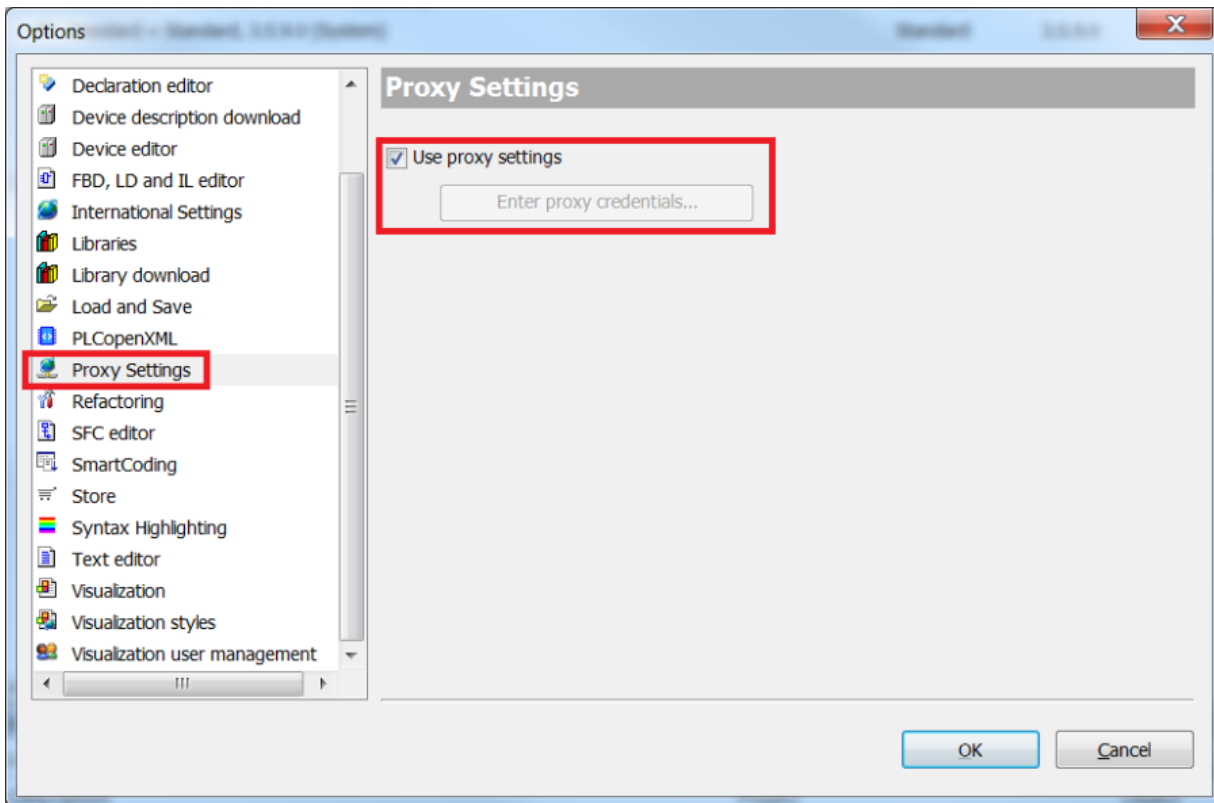 Options
Declaration editor
Device description download
Device editor
FBD, LD and IL editor
International Settings
Libraries
Library download
Load and Save
PLCopenXML
Proxy Settings
Refactoring
SFC editor
SmartCoding
Store
Syntax Highlighting
Text editor
Visualization
Visualization styles
Visualization user management
Proxy Settings
Use proxy settings
Enter proxy credentials...
OK
Cancel